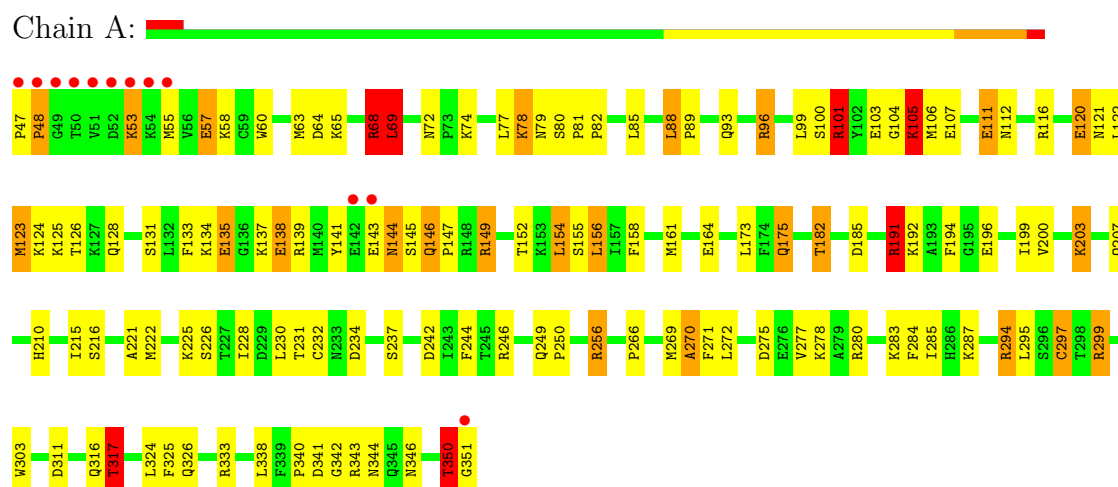 Chain A:
P47 P48 G49 T50 V51 D52 K53 K54 M55 V56 E57 K58 C59 W60 M63 D64 K65 R68 L69 N72 P73 K74 L77 K78 N79 S80 P81 P82 L85 L88 P89 Q93 R96 L99 S100 R101 Y102 E103 G104 K105 M106 E107 E111 N112 R116 E120 N121 L122
M123 K124 K125 T126 K127 Q128 S131 L132 F133 K134 E135 G136 K137 E138 R139 M140 Y141 E142 E143 N144 S145 Q146 P147 R148 R149 T152 K153 L154 S155 L156 I157 F158 M161 E164 L173 F174 Q175 T182 D185 R191 K192 A193 F194 G195 E196 I199 V200 K203 Q207
H210 I215 S216 A221 M222 K225 S226 T227 I228 D229 L230 T231 C232 N233 D234 S237 D242 I243 F244 T245 R246 Q249 P250 R256 P266 M269 A270 F271 L272 D275 E276 V277 K278 A279 R280 K283 F284 I285 H286 K287 R294 L295 S296 C297 T298 R299
W303 D311 Q316 T317 L324 F325 Q326 R333 L338 F339 P340 D341 G342 R343 N344 Q345 N346 T350 G351